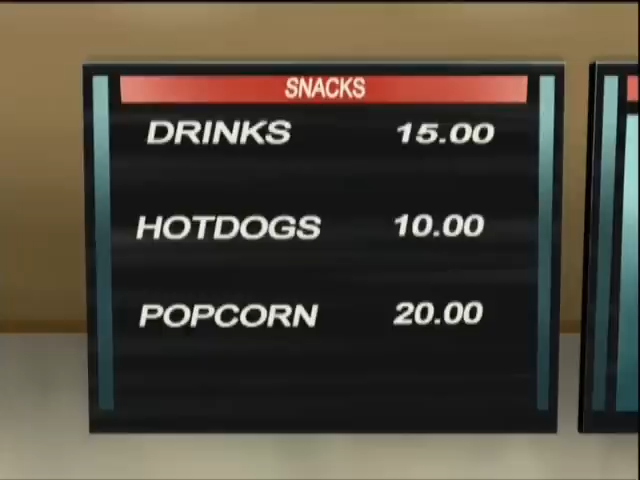 SNACKS
DRINKS 15.00
HOTDOGS 10.00
POPCORN 20.00